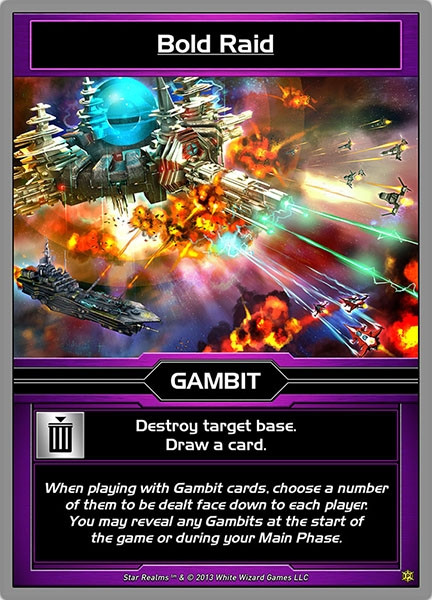 Bold Raid
GAMBIT
Destroy target base.
Draw a card.
When playing with Gambit cards, choose a number
of them to be dealt face down to each player.
You may reveal any Gambits at the start of
the game or during your Main Phase.
Star Realms™ & © 2013 White Wizard Games LLC